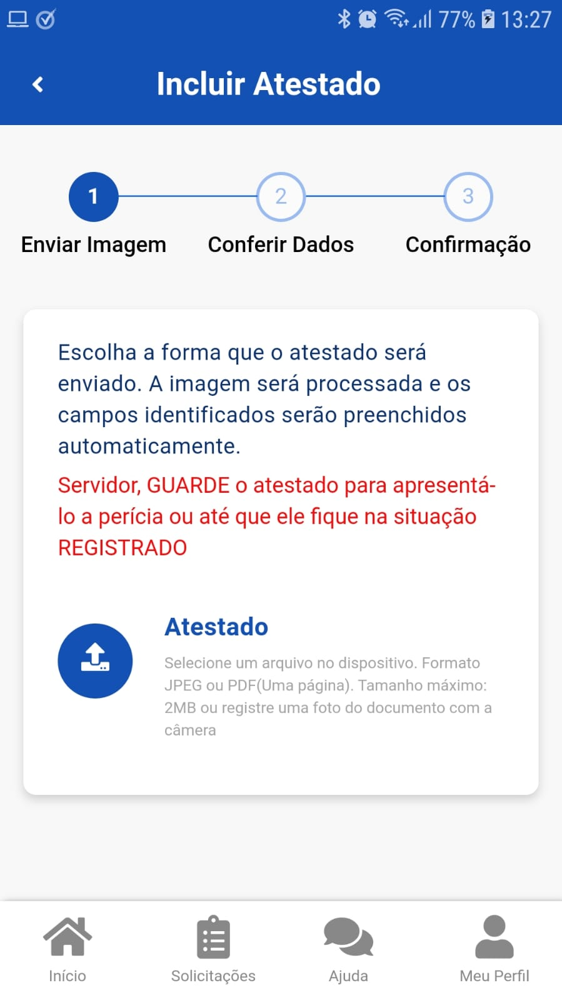 77% 13:27
Incluir Atestado
1 2 3
Enviar Imagem Conferir Dados Confirmação
Escolha a forma que o atestado será
enviado. A imagem será processada e os
campos identificados serão preenchidos
automaticamente.
Servidor, GUARDE o atestado para apresentá-
lo a perícia ou até que ele fique na situação
REGISTRADO
Atestado
Selecione um arquivo no dispositivo. Formato
JPEG ou PDF(Uma página). Tamanho máximo:
2MB ou registre uma foto do documento com a
câmera
Início Solicitações Ajuda Meu Perfil